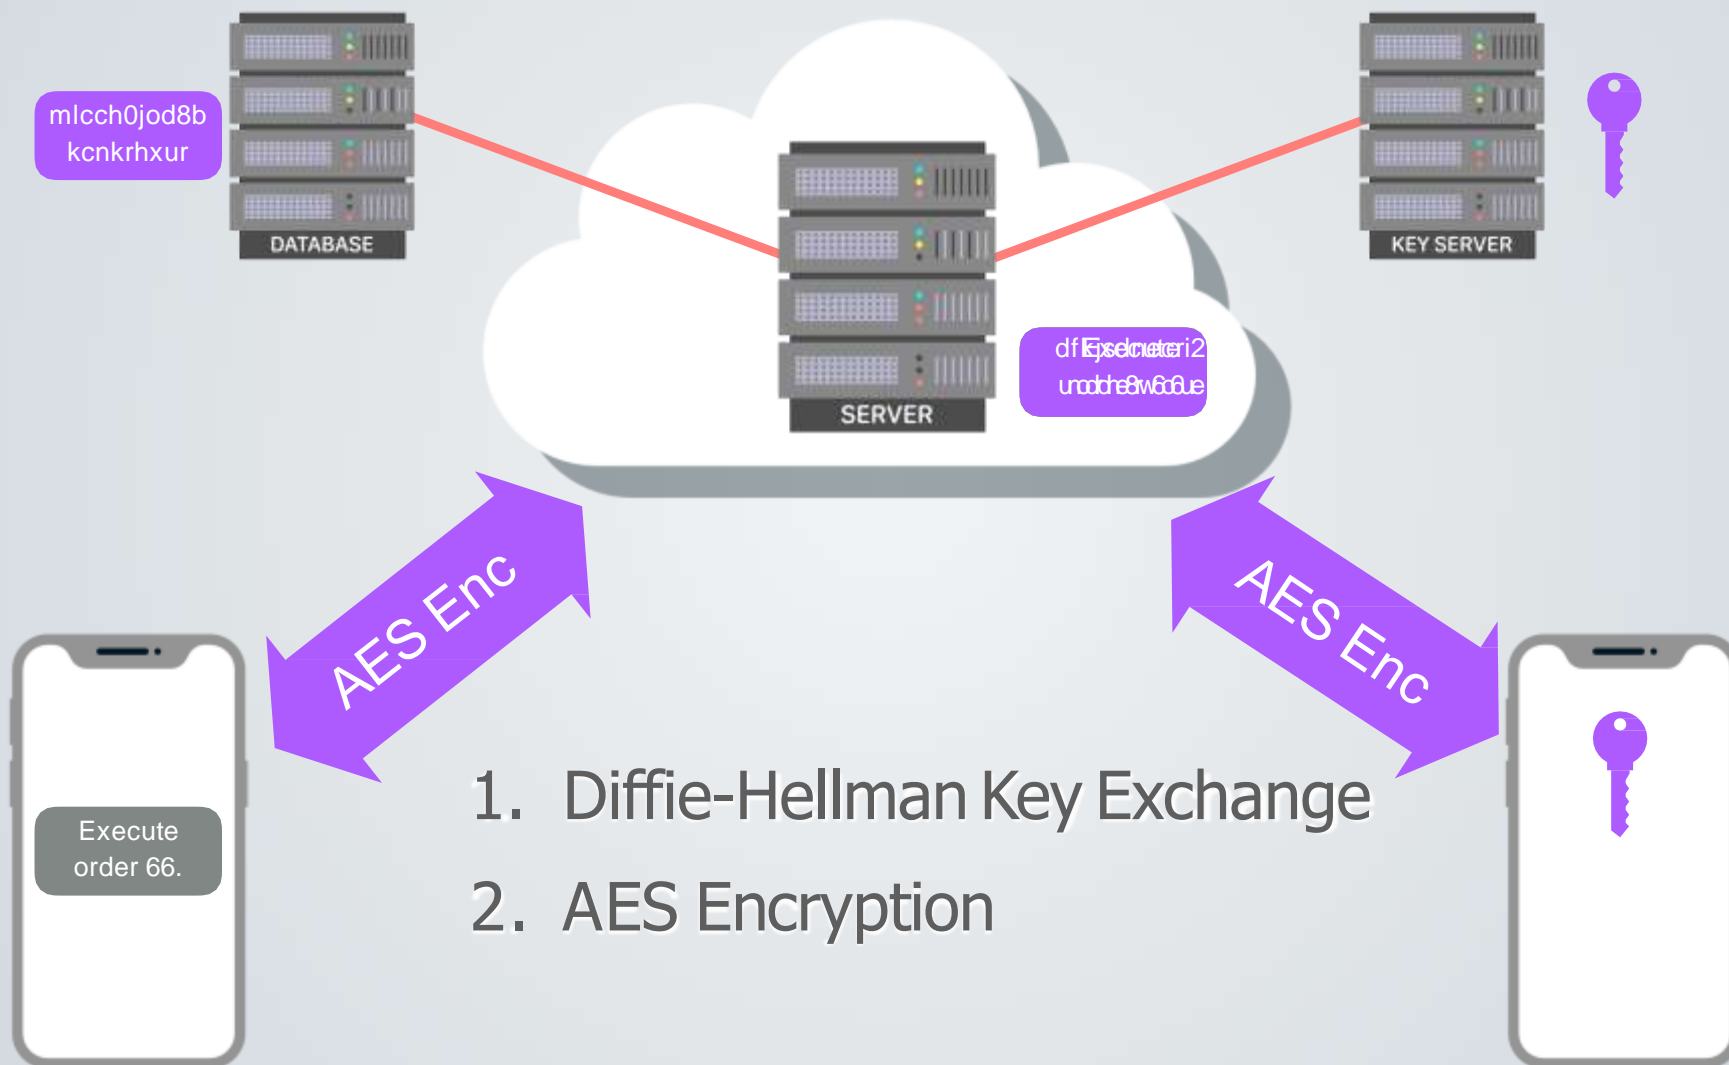 mlcch0jod8b
kcnkrhxur
DATABASE
KEY SERVER
SERVER
AES Enc
AES Enc
Execute
order 66.
1. Diffie-Hellman Key Exchange
2. AES Encryption